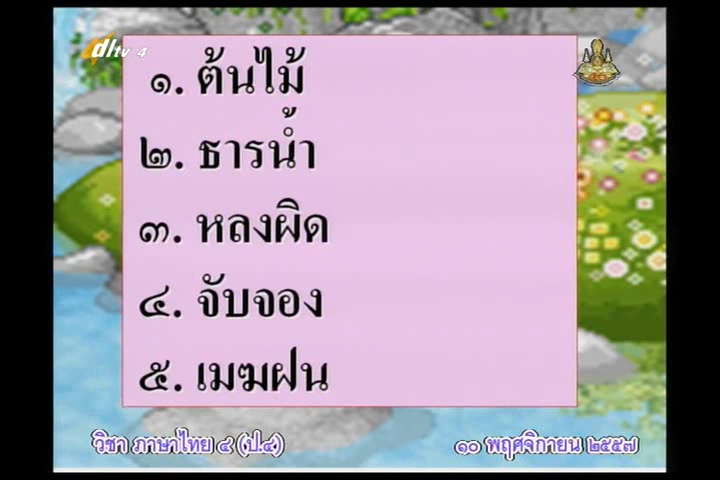 dltv 4
๑. ต้นไม้
๒. ธารน้ำ
๓. หลงผิด
๔. จับจอง
๕. เมฆฝน
วิชา ภาษาไทย ๔ (ป.๔)
๑๐ พฤศจิกายน ๒๕๕๗